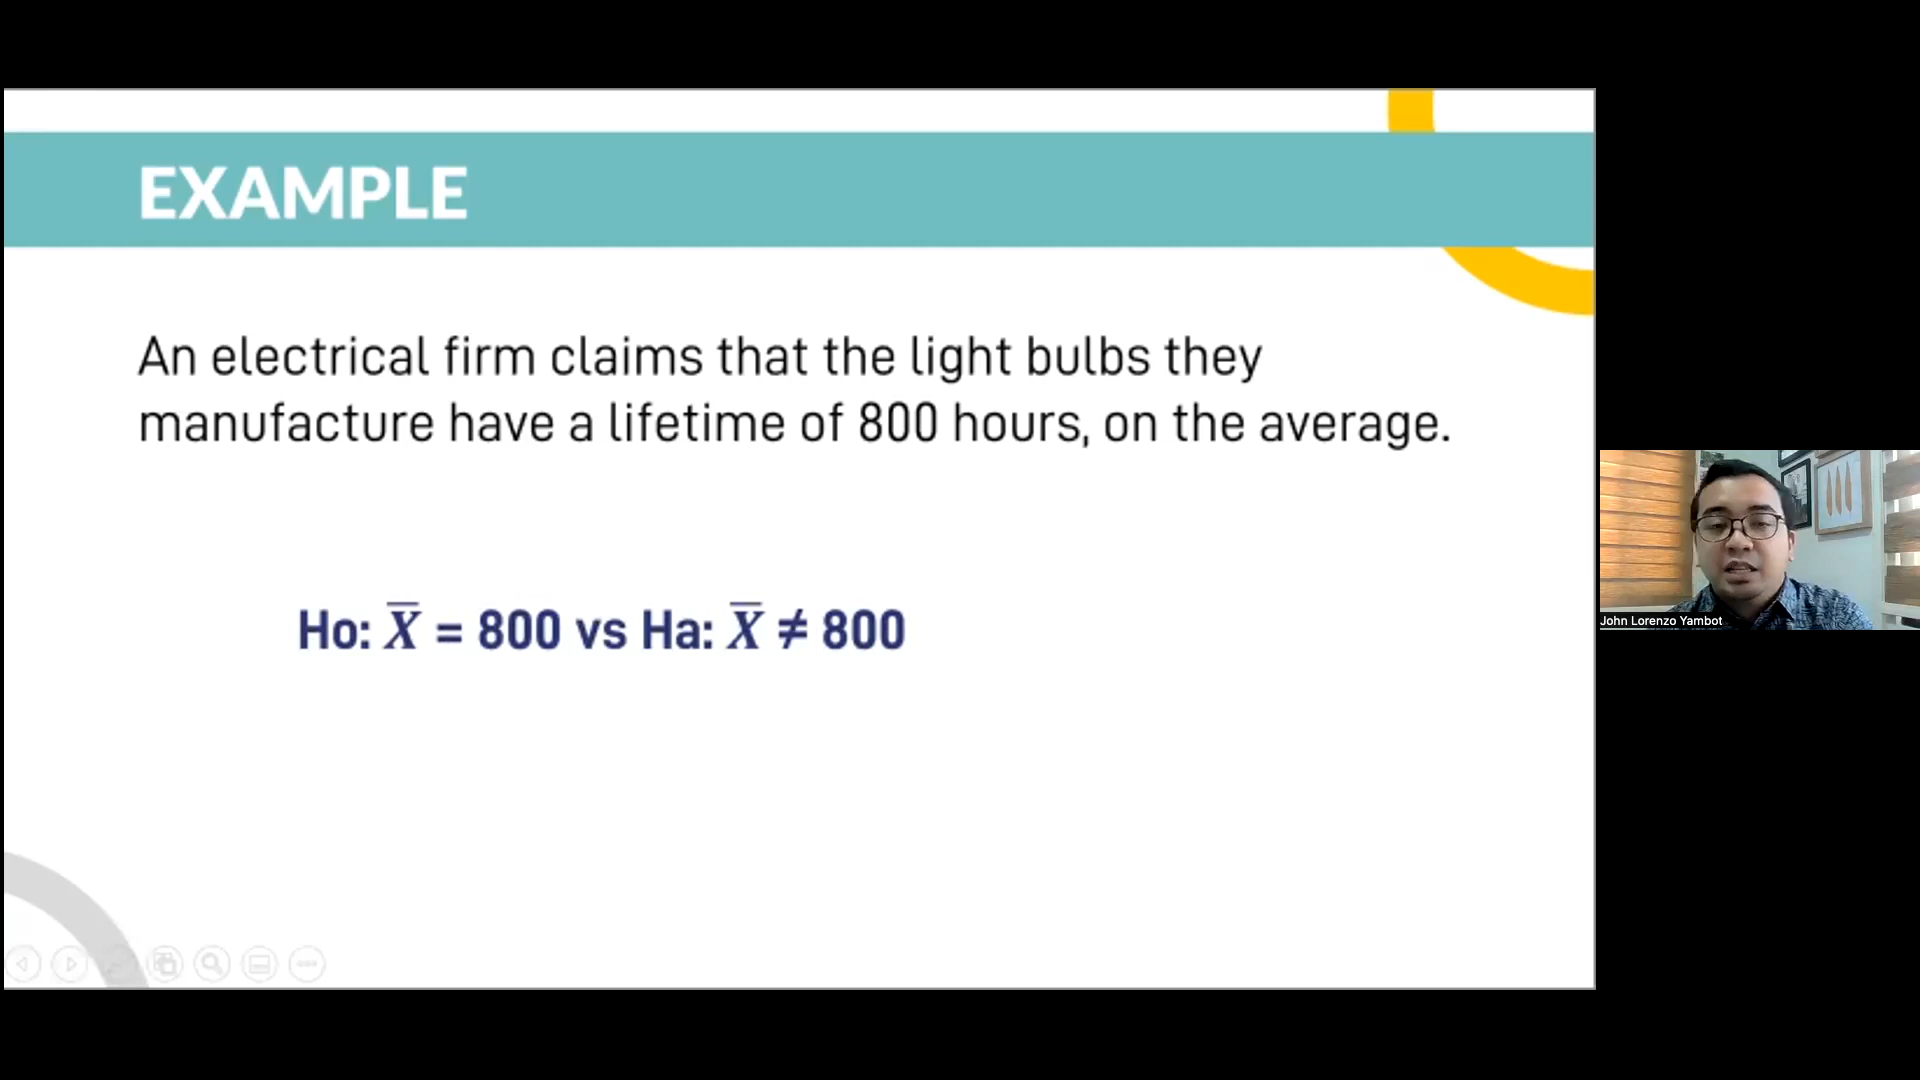 EXAMPLE
An electrical firm claims that the light bulbs they
manufacture have a lifetime of 800 hours, on the average.
Ho: X̅ = 800 vs Ha: X̅ ≠ 800
John Lorenzo Yambot